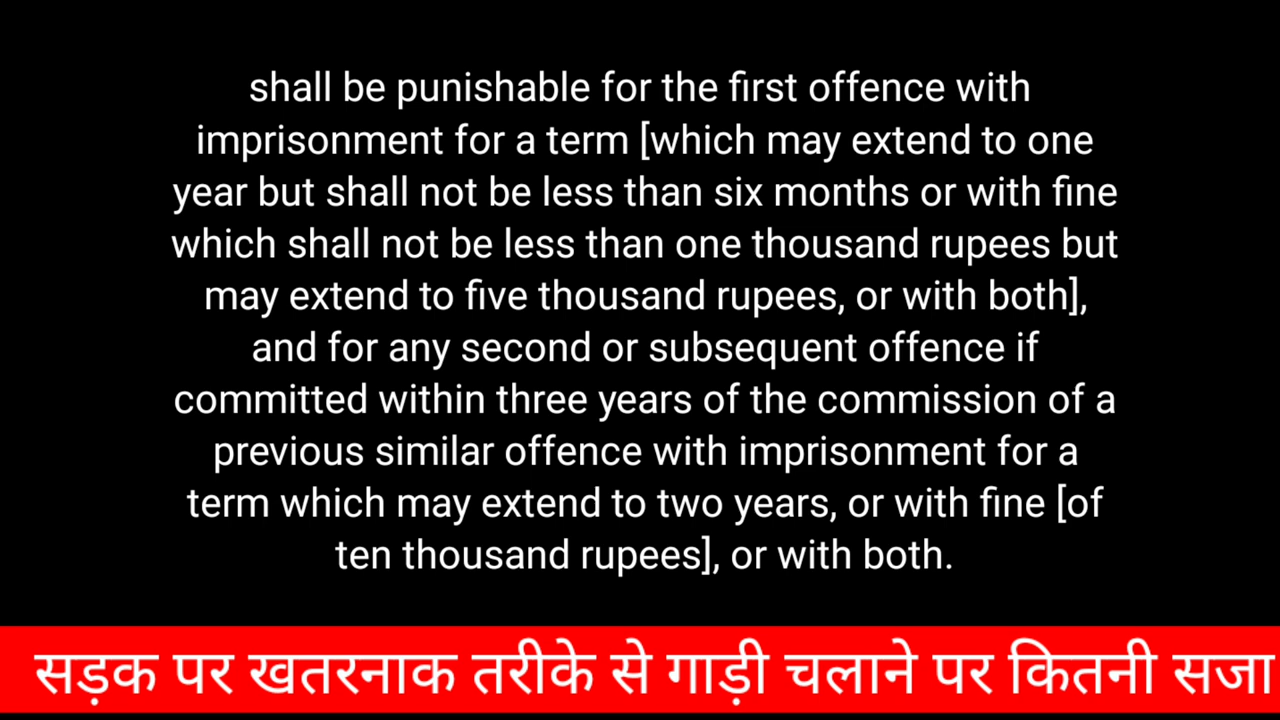 shall be punishable for the first offence with
imprisonment for a term [which may extend to one
year but shall not be less than six months or with fine
which shall not be less than one thousand rupees but
may extend to five thousand rupees, or with both],
and for any second or subsequent offence if
committed within three years of the commission of a
previous similar offence with imprisonment for a
term which may extend to two years, or with fine [of
ten thousand rupees], or with both.
सड़क पर खतरनाक तरीके से गाड़ी चलाने पर कितनी सजा